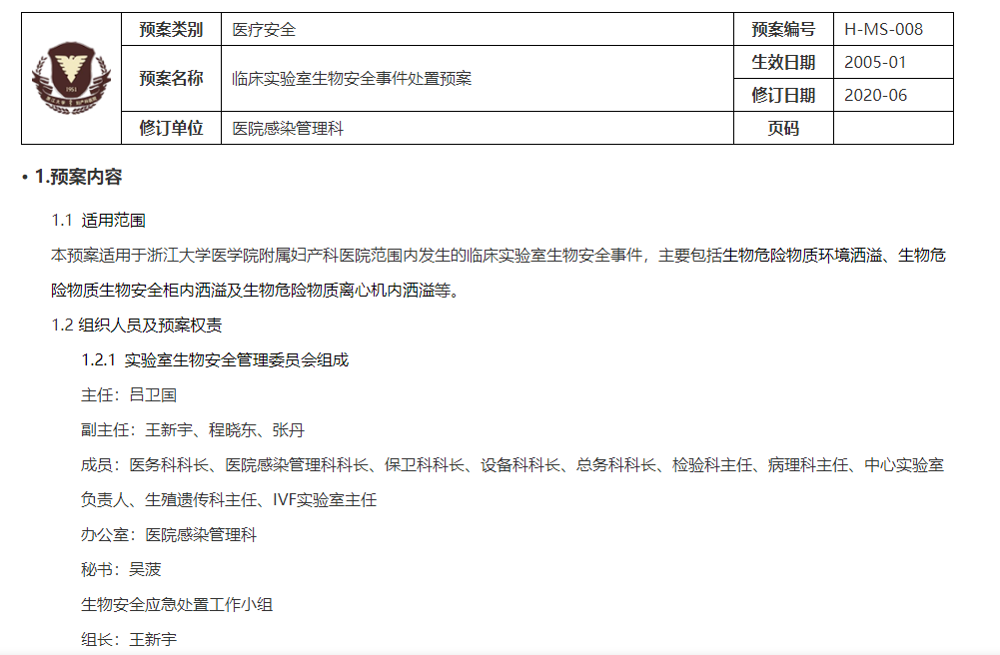 预案类别 医疗安全 预案编号 H-MS-008
预案名称 临床实验室生物安全事件处置预案 生效日期 2005-01
修订日期 2020-06
修订单位 医院感染管理科 页码
1951
• 1.预案内容
1.1 适用范围
本预案适用于浙江大学医学院附属妇产科医院范围内发生的临床实验室生物安全事件，主要包括生物危险物质环境洒溢、生物危
险物质生物安全柜内洒溢及生物危险物质离心机内洒溢等。
1.2 组织人员及预案权责
1.2.1 实验室生物安全管理委员会组成
主任：吕卫国
副主任：王新宇、程晓东、张丹
成员：医务科科长、医院感染管理科科长、保卫科科长、设备科科长、总务科科长、检验科主任、病理科主任、中心实验室
负责人、生殖遗传科主任、IVF实验室主任
办公室：医院感染管理科
秘书：吴菠
生物安全应急处置工作小组
组长：王新宇